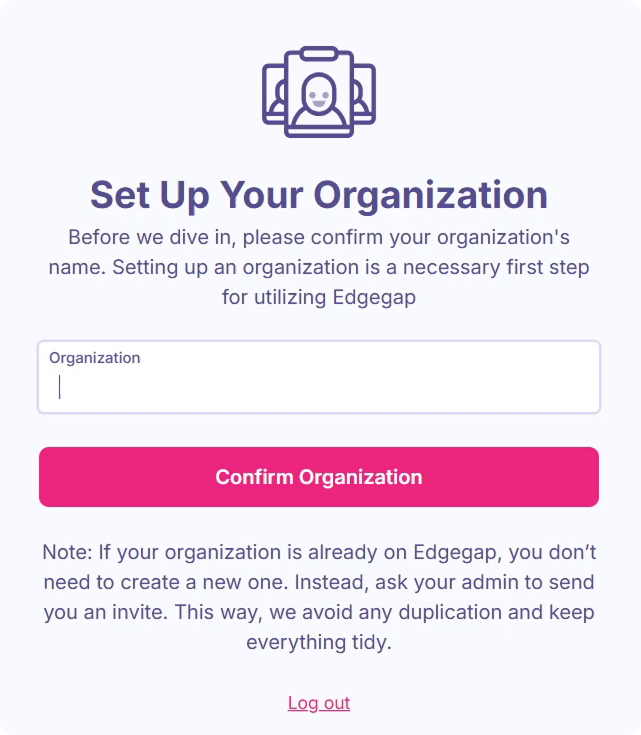 Set Up Your Organization
Before we dive in, please confirm your organization's
name. Setting up an organization is a necessary first step
for utilizing Edgegap
Organization
Confirm Organization
Note: If your organization is already on Edgegap, you don’t
need to create a new one. Instead, ask your admin to send
you an invite. This way, we avoid any duplication and keep
everything tidy.
Log out